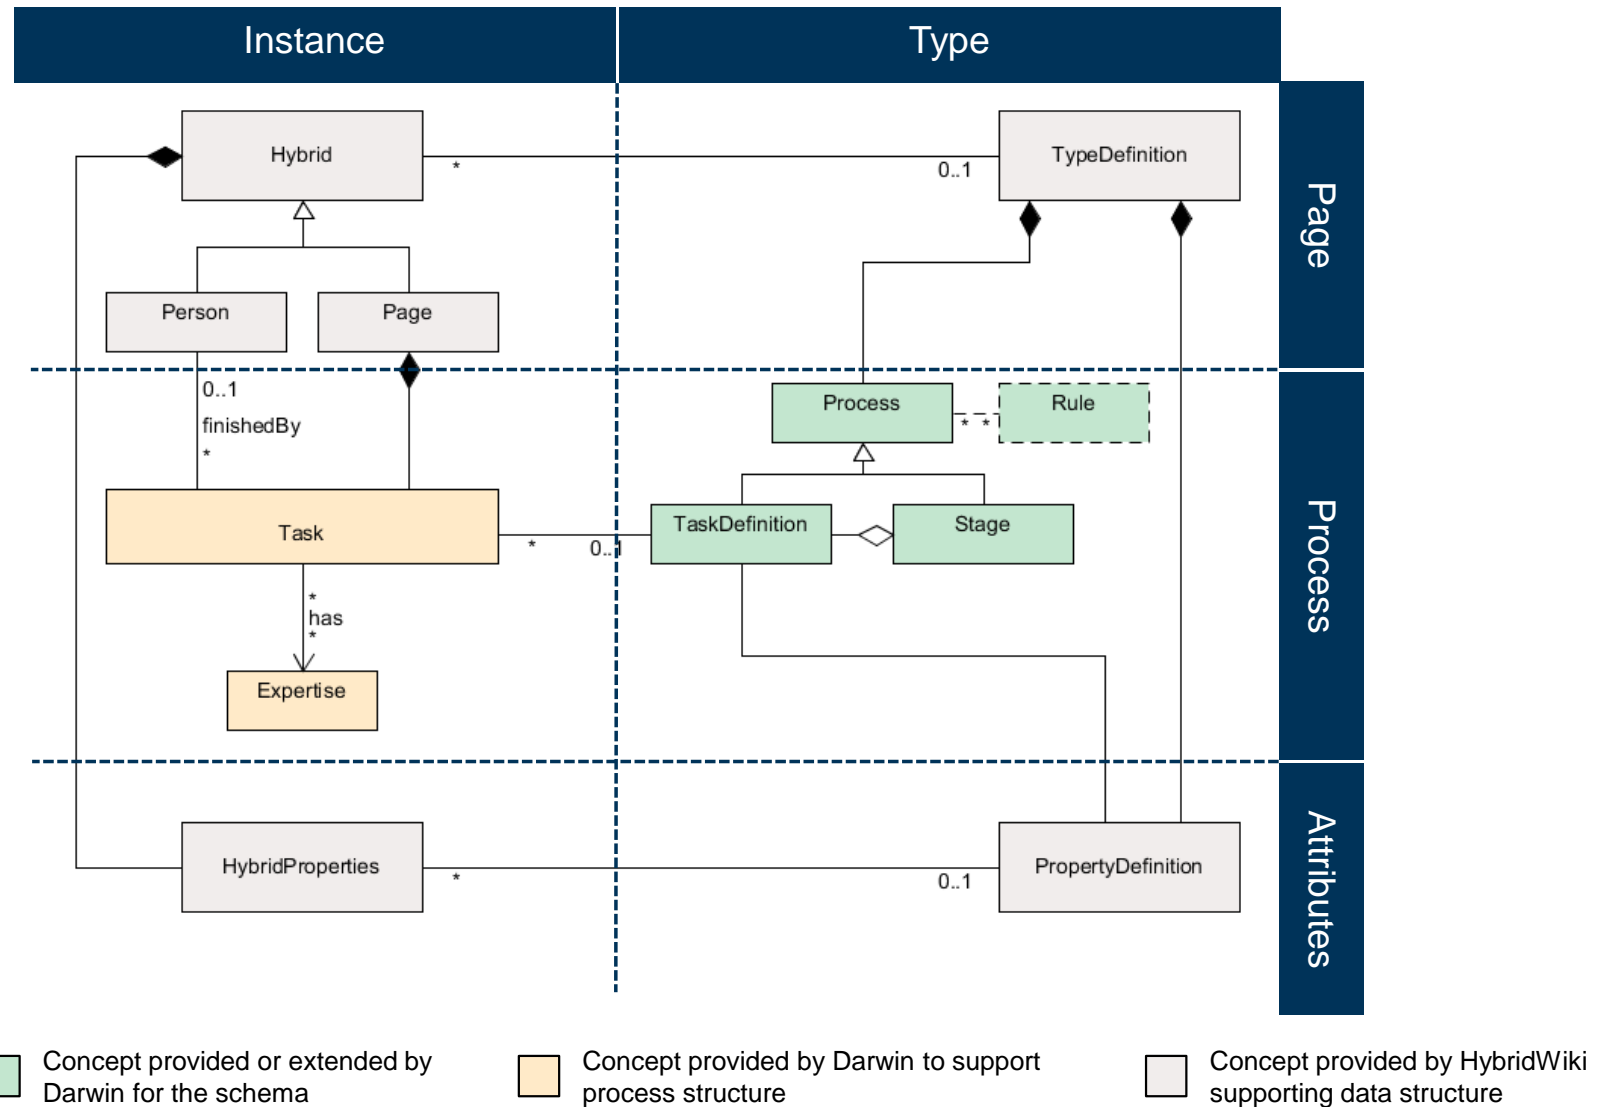 Instance
Type
Page
Hybrid
*
0..1
TypeDefinition
Person
Page
0..1
finishedBy
*
Process
* *
Rule
Process
Task
*
0..1
TaskDefinition
Stage
*
has
*
Expertise
Attributes
HybridProperties
*
0..1
PropertyDefinition
Concept provided or extended by
Darwin for the schema
Concept provided by Darwin to support
process structure
Concept provided by HybridWiki
supporting data structure